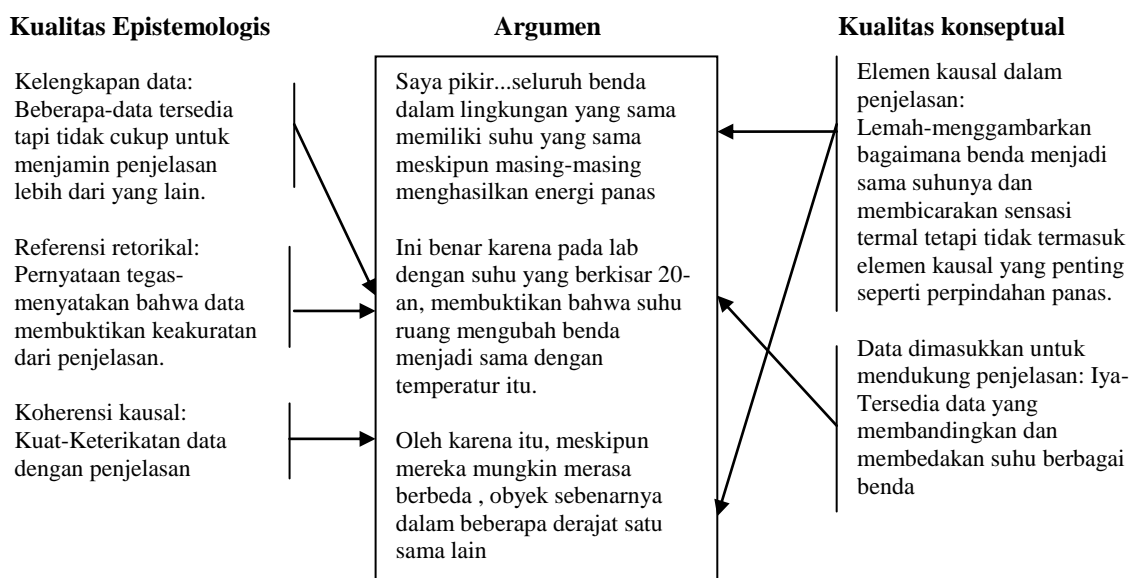 Kualitas Epistemologis
Kelengkapan data:
Beberapa-data tersedia
tapi tidak cukup untuk
menjamin penjelasan
lebih dari yang lain.
Referensi retorikal:
Pernyataan tegas-
menyatakan bahwa data
membuktikan keakuratan
dari penjelasan.
Koherensi kausal:
Kuat-Keterikatan data
dengan penjelasan
Argumen
Saya pikir...seluruh benda
dalam lingkungan yang sama
memiliki suhu yang sama
meskipun masing-masing
menghasilkan energi panas
Ini benar karena pada lab
dengan suhu yang berkisar 20-
an, membuktikan bahwa suhu
ruang mengubah benda
menjadi sama dengan
temperatur itu.
Oleh karena itu, meskipun
mereka mungkin merasa
berbeda , obyek sebenarnya
dalam beberapa derajat satu
sama lain
Kualitas konseptual
Elemen kausal dalam
penjelasan:
Lemah-menggambarkan
bagaimana benda menjadi
sama suhunya dan
membicarakan sensasi
termal tetapi tidak termasuk
elemen kausal yang penting
seperti perpindahan panas.
Data dimasukkan untuk
mendukung penjelasan: Iya-
Tersedia data yang
membandingkan dan
membedakan suhu berbagai
benda